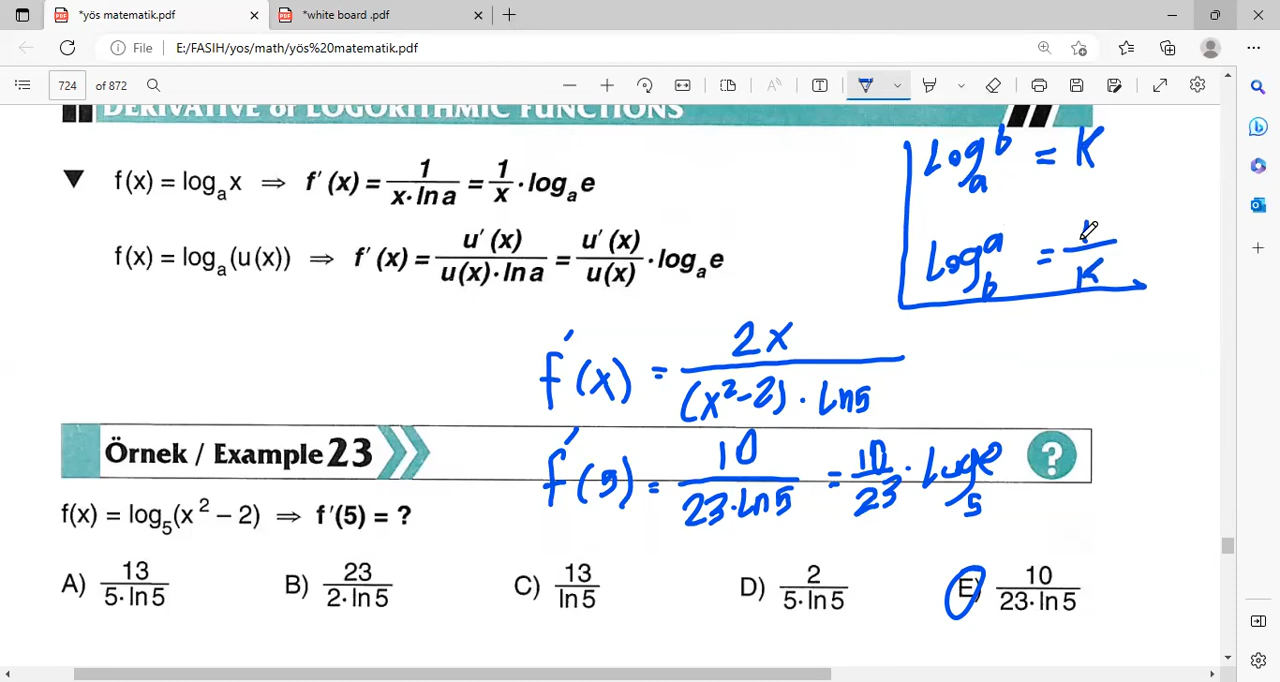 *yös matematik.pdf
*white board .pdf
File
E:/FASIH/yos/math/yös%20matematik.pdf
724 of 872
DERIVATIVE of LOGORITHMIC FUNCTIONS
▼ f(x) = logₐx ⇒ f'(x) = 1/(x·ln a) = 1/x · logₐe
f(x) = logₐ(u(x)) ⇒ f'(x) = u'(x)/(u(x)·ln a) = u'(x)/u(x) · logₐe
Logₐb = K
Log_b a = 1/K
f'(x) = 2x/((x²-2)·Ln5)
Örnek / Example 23
?
f'(5) = 10/(23·Ln5) = 10/23 · Log₅e
f(x) = log₅(x² – 2) ⇒ f'(5) = ?
A) 13/(5·ln5) B) 23/(2·ln5) C) 13/ln5 D) 2/(5·ln5) E) 10/(23·ln5)